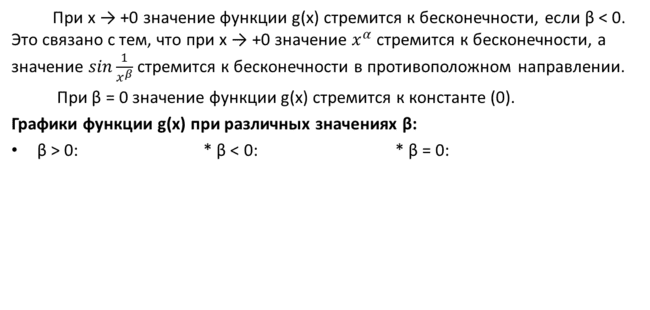 При x → +0 значение функции g(x) стремится к бесконечности, если β < 0.
Это связано с тем, что при x → +0 значение x^α стремится к бесконечности, а
значение sin 1/x^β стремится к бесконечности в противоположном направлении.
При β = 0 значение функции g(x) стремится к константе (0).
Графики функции g(x) при различных значениях β:
• β > 0: * β < 0: * β = 0: